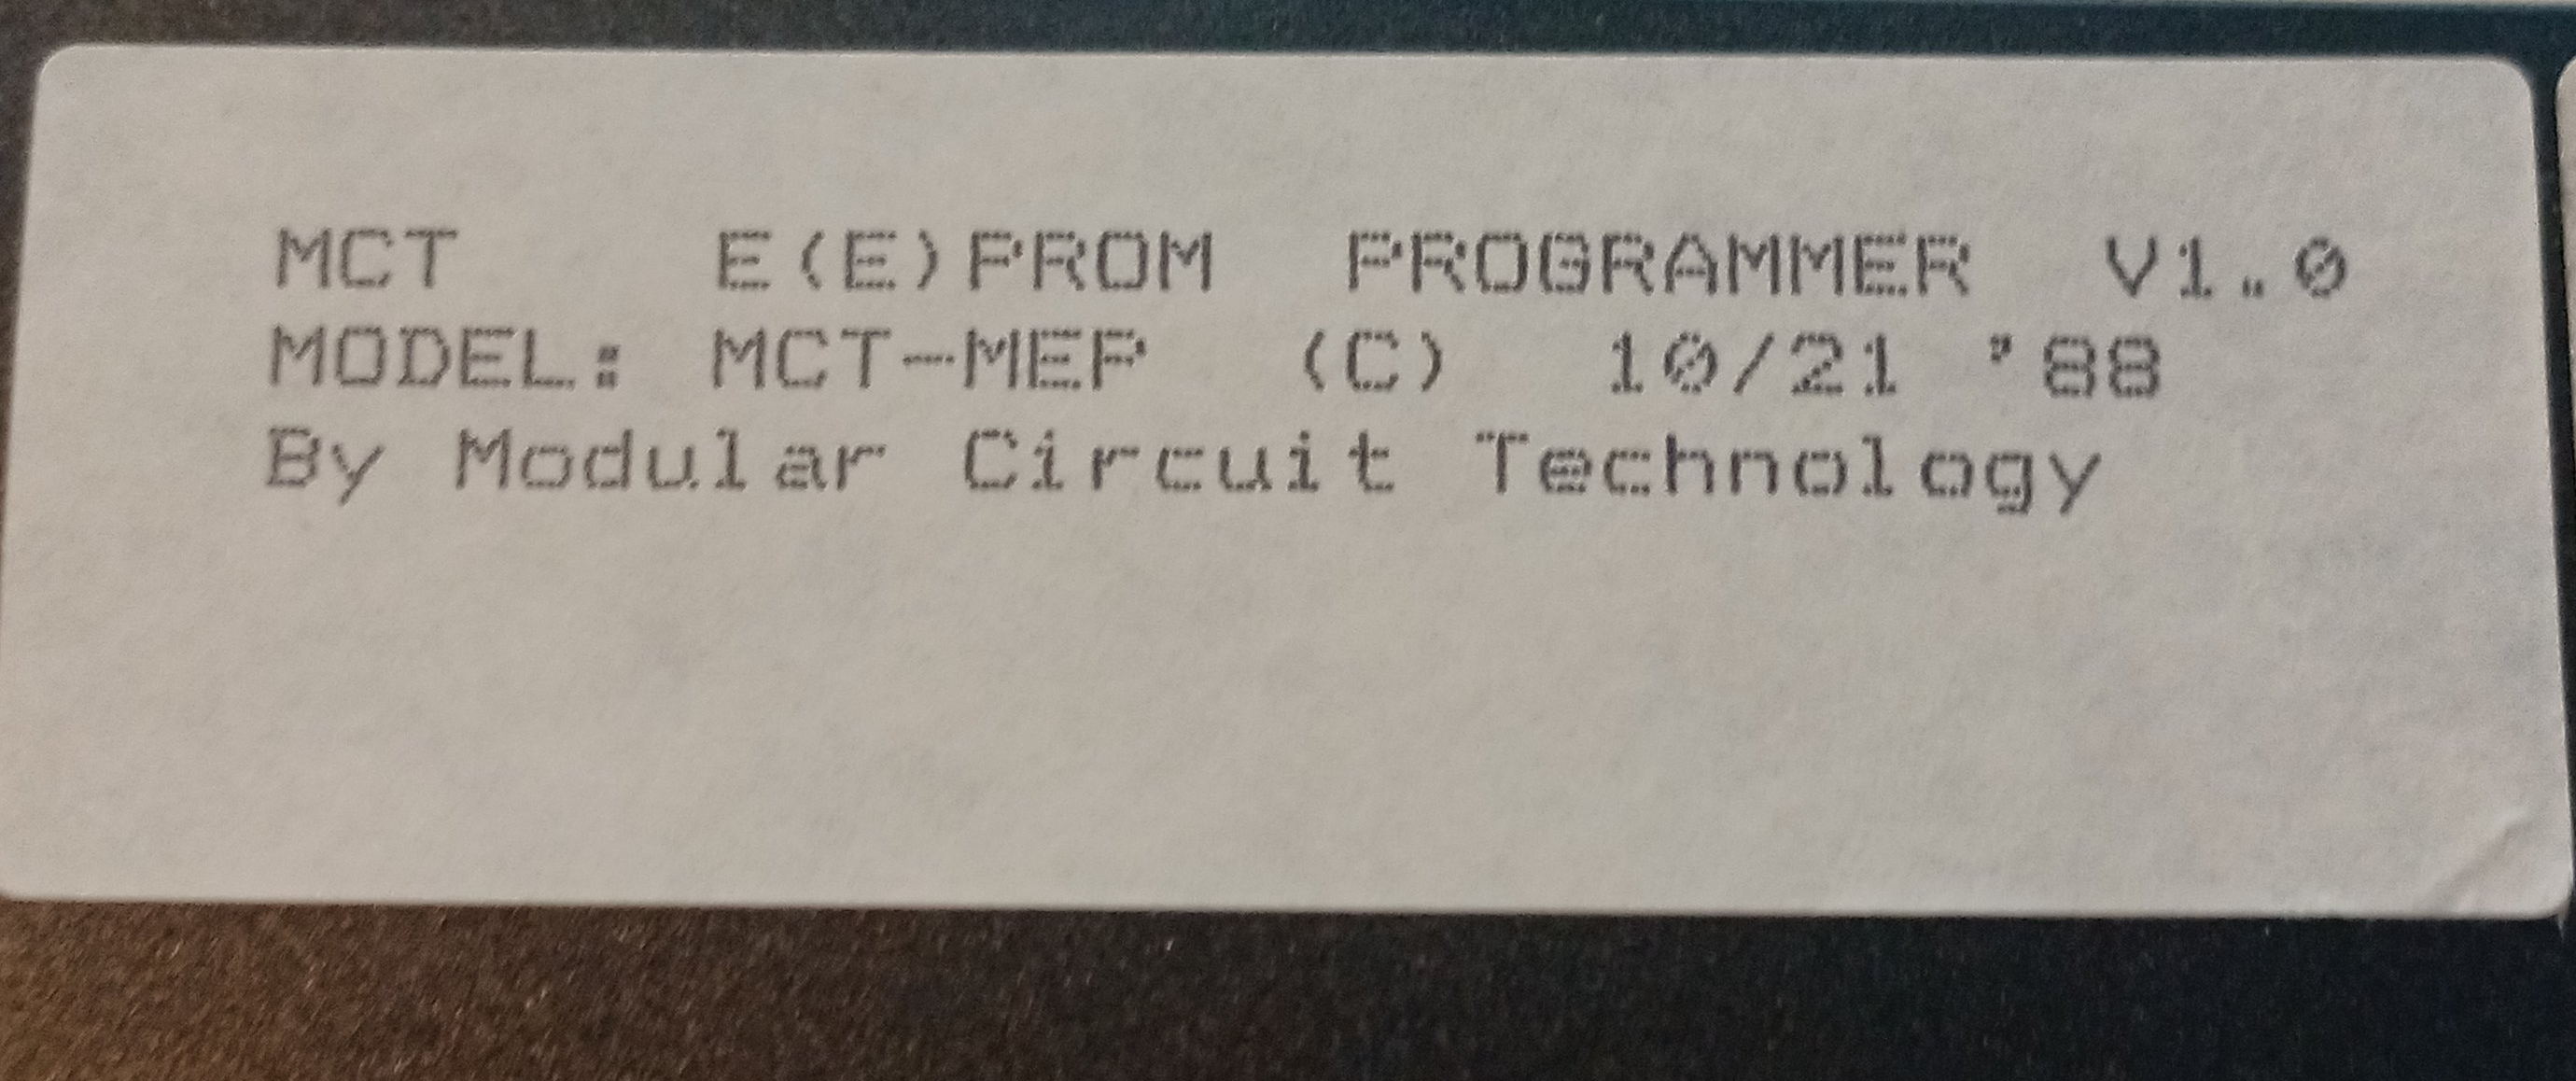 MCT    E(E)PROM  PROGRAMMER  V1.0
MODEL: MCT-MEP  (C)  10/21 '88
By Modular Circuit Technology